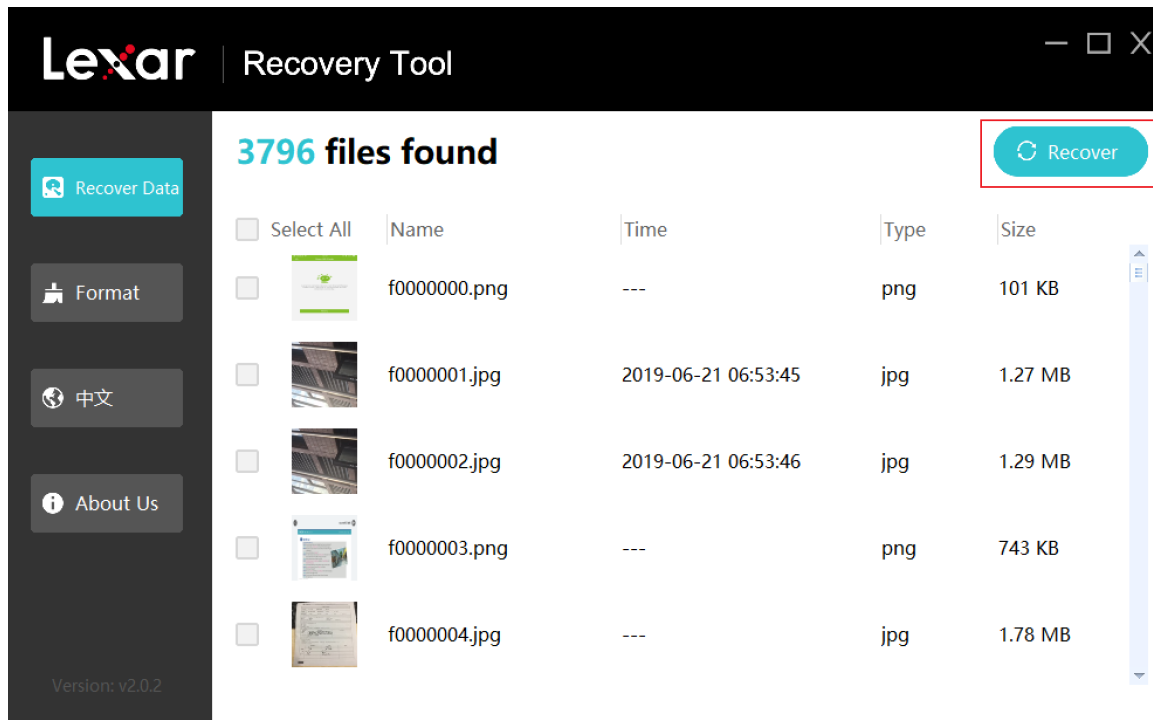 Lexar Recovery Tool
3796 files found
Recover
Recover Data
Format
中文
About Us
Version: v2.0.2
Select All Name Time Type Size
f0000000.png --- png 101 KB
f0000001.jpg 2019-06-21 06:53:45 jpg 1.27 MB
f0000002.jpg 2019-06-21 06:53:46 jpg 1.29 MB
f0000003.png --- png 743 KB
f0000004.jpg --- jpg 1.78 MB